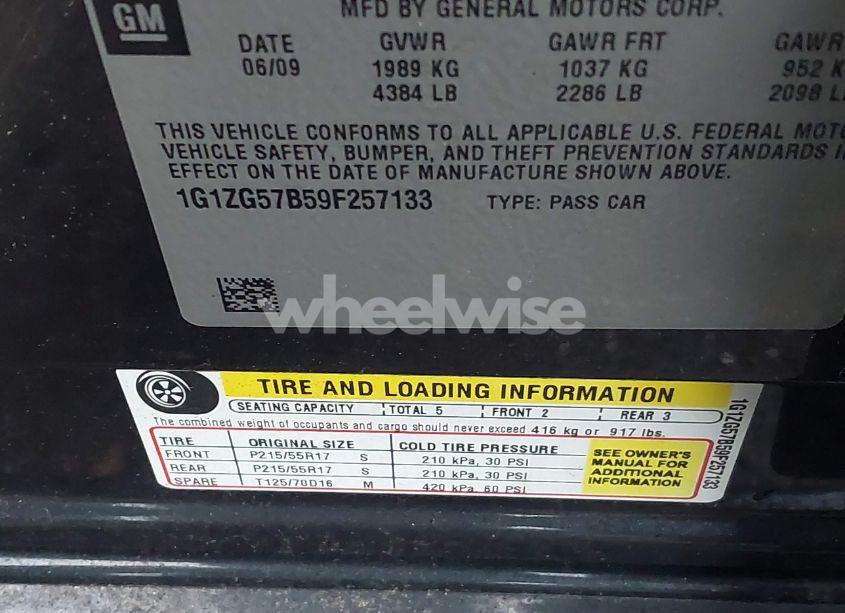 GM
MFD BY GENERAL MOTORS CORP.
DATE GVWR GAWR FRT GAWR
06/09 1989 KG 1037 KG 952 K
4384 LB 2286 LB 2098 L
THIS VEHICLE CONFORMS TO ALL APPLICABLE U.S. FEDERAL MOTO
VEHICLE SAFETY, BUMPER, AND THEFT PREVENTION STANDARDS I
EFFECT ON THE DATE OF MANUFACTURE SHOWN ABOVE.
1G1ZG57B59F257133 TYPE: PASS CAR
wheelwise
TIRE AND LOADING INFORMATION
SEATING CAPACITY TOTAL 5 FRONT 2 REAR 3
The combined weight of occupants and cargo should never exceed 416 kg or 917 lbs.
TIRE ORIGINAL SIZE COLD TIRE PRESSURE
FRONT P215/55R17 S 210 kPa, 30 PSI
REAR P215/55R17 S 210 kPa, 30 PSI
SPARE T125/70D16 M 420 kPa, 60 PSI
SEE OWNER'S
MANUAL FOR
ADDITIONAL
INFORMATION
1G1ZG57B59F257133